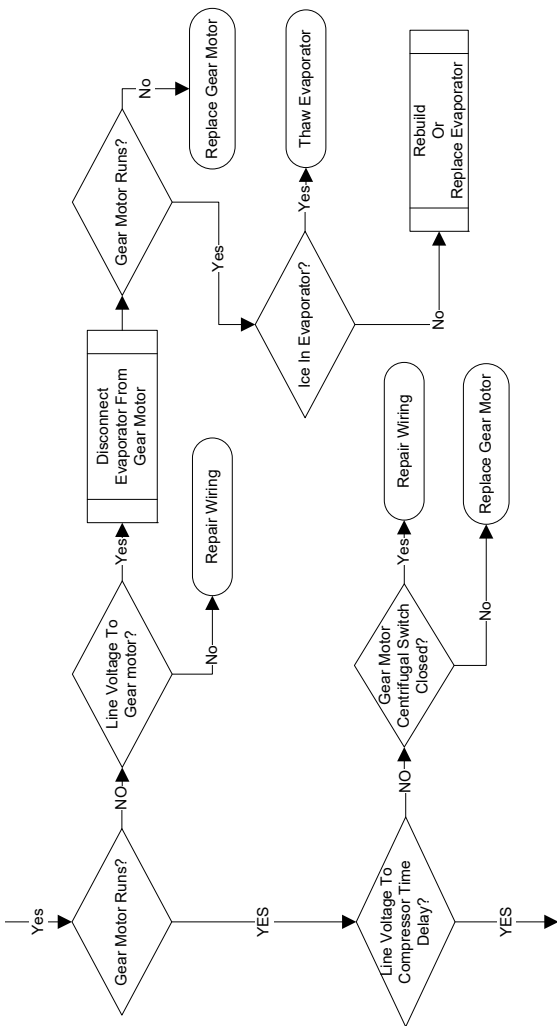 Yes
Gear Motor Runs?
NO
Line Voltage To
Gear motor?
Yes
Disconnect
Evaporator From
Gear Motor
Gear Motor Runs?
No
Replace Gear Motor
No
Repair Wiring
Yes
Ice In Evaporator?
Yes
Thaw Evaporator
No
Rebuild
Or
Replace Evaporator
YES
Line Voltage To
Compressor Time
Delay?
NO
Gear Motor
Centrifugal Switch
Closed?
Yes
Repair Wiring
No
Replace Gear Motor
YES